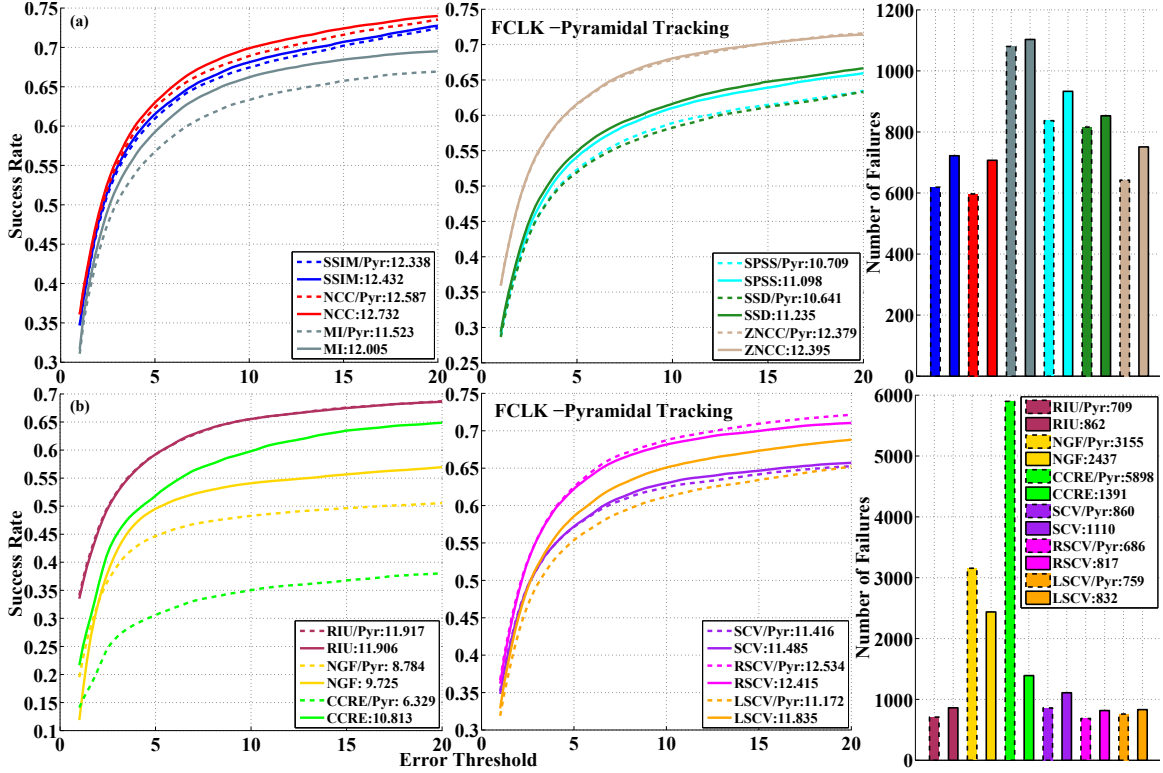 (a)
Success Rate
0.75
0.7
0.65
0.6
0.55
0.5
0.45
0.4
0.35
0.3
0
5
10
15
20
SSIM/Pyr:12.338
SSIM:12.432
NCC/Pyr:12.587
NCC:12.732
MI/Pyr:11.523
MI:12.005
FCLK −Pyramidal Tracking
0.75
0.7
0.65
0.6
0.55
0.5
0.45
0.4
0.35
0.3
0.25
0
5
10
15
20
SPSS/Pyr:10.709
SPSS:11.098
SSD/Pyr:10.641
SSD:11.235
ZNCC/Pyr:12.379
ZNCC:12.395
Number of Failures
1200
1000
800
600
400
200
0
(b)
Success Rate
0.7
0.65
0.6
0.55
0.5
0.45
0.4
0.35
0.3
0.25
0.2
0.15
0.1
0
5
10
15
20
RIU/Pyr:11.917
RIU:11.906
NGF/Pyr: 8.784
NGF: 9.725
CCRE/Pyr: 6.329
CCRE:10.813
FCLK −Pyramidal Tracking
0.75
0.7
0.65
0.6
0.55
0.5
0.45
0.4
0.35
0.3
0
5
10
15
20
SCV/Pyr:11.416
SCV:11.485
RSCV/Pyr:12.534
RSCV:12.415
LSCV/Pyr:11.172
LSCV:11.835
Error Threshold
Number of Failures
6000
5000
4000
3000
2000
1000
0
RIU/Pyr:709
RIU:862
NGF/Pyr:3155
NGF:2437
CCRE/Pyr:5898
CCRE:1391
SCV/Pyr:860
SCV:1110
RSCV/Pyr:686
RSCV:817
LSCV/Pyr:759
LSCV:832